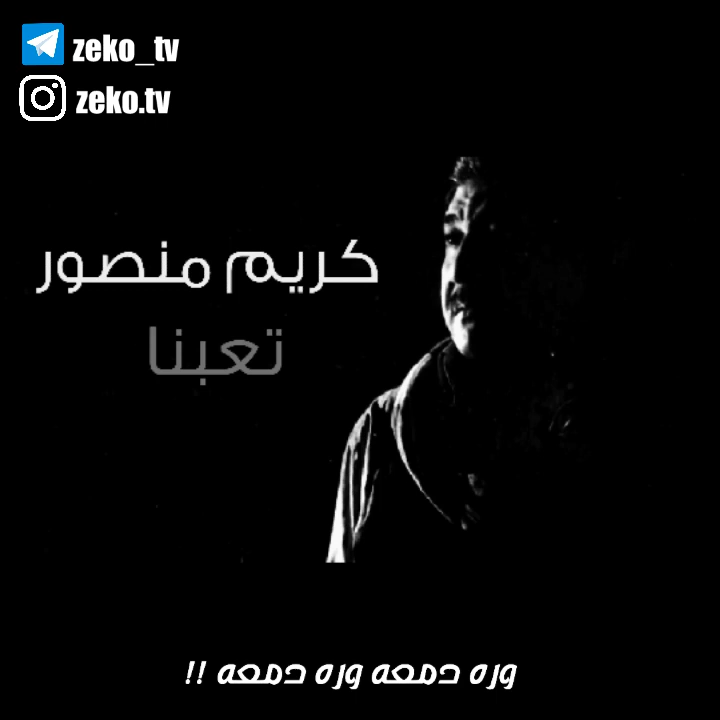 zeko_tv
zeko.tv
كريم منصور
تعبنا
وره دمعه وره دمعه !!